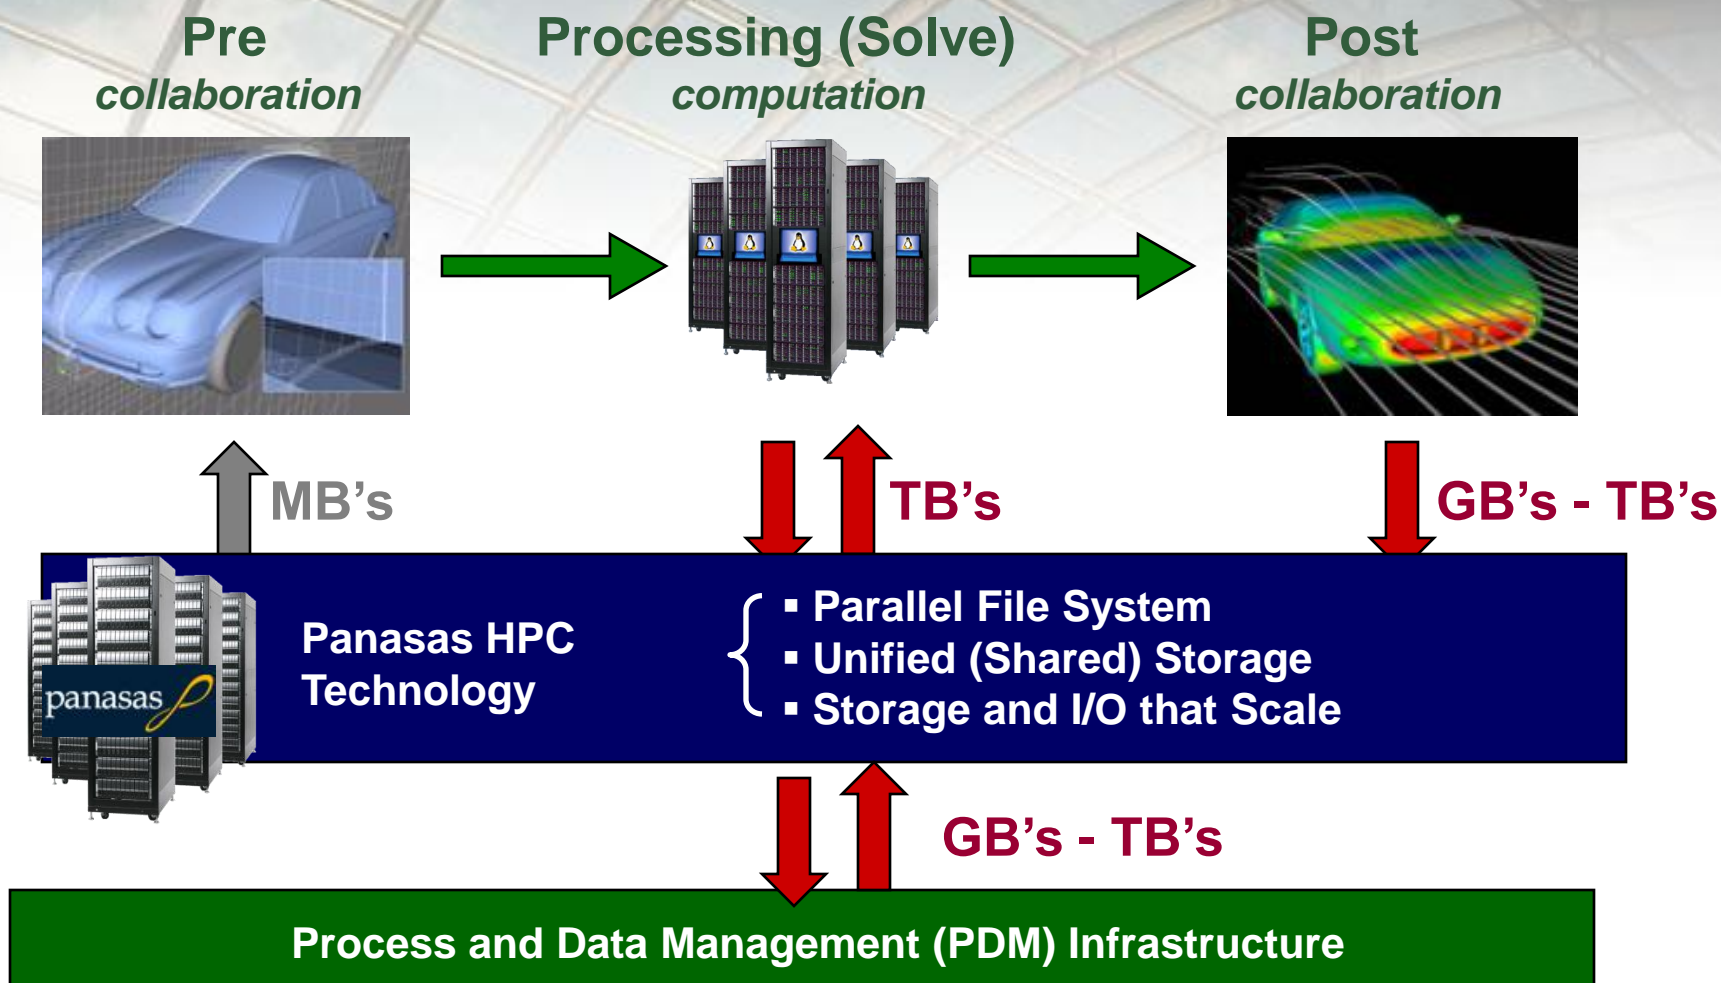 Pre
collaboration
Processing (Solve)
computation
Post
collaboration
MB's
TB's
GB's - TB's
panasas
Panasas HPC
Technology
▪ Parallel File System
▪ Unified (Shared) Storage
▪ Storage and I/O that Scale
GB's - TB's
Process and Data Management (PDM) Infrastructure